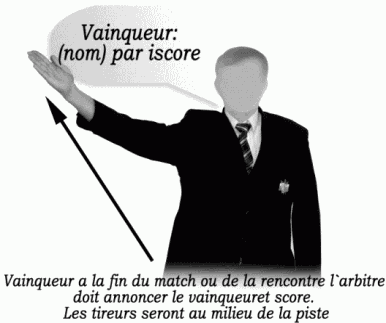 Vainqueur:
(nom) par iscore
Vainqueur a la fin du match ou de la rencontre l`arbitre
doit annoncer le vainqueuret score.
Les tireurs seront au milieu de la piste